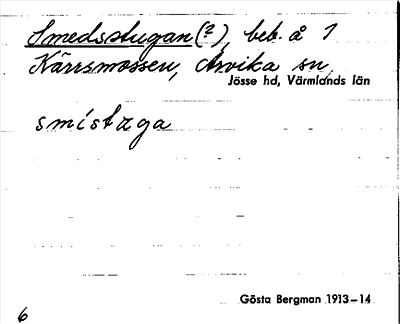 Smedsstugan (?), beb. å 1
Kärrsmossen, Arvika sn,
Jösse hd, Värmlands län
smistuga
Gösta Bergman 1913–14
6